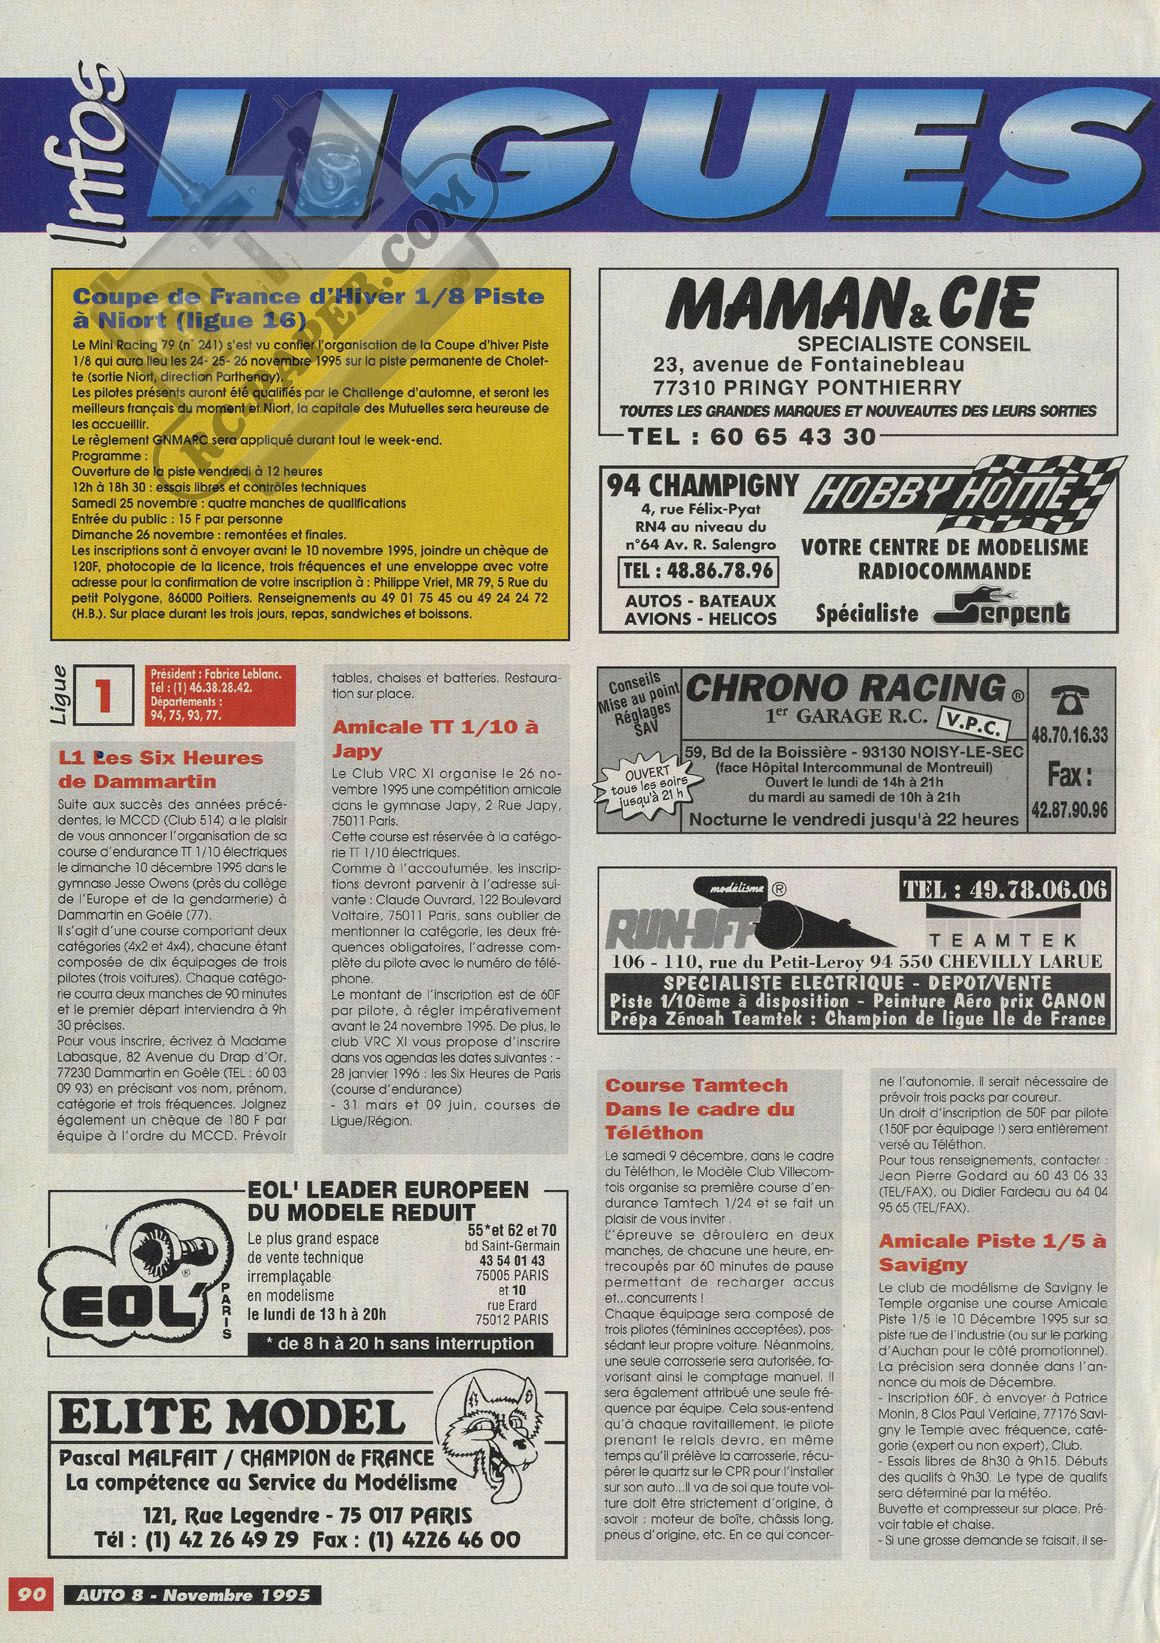 Infos
LIGUES
RC-PAPER.COM
Coupe de France d'Hiver 1/8 Piste
à Niort (ligue 16)
Le Mini Racing 79 (n° 241) s'est vu confier l'organisation de la Coupe d'hiver Piste
1/8 qui aura lieu les 24- 25- 26 novembre 1995 sur la piste permanente de Cholet-
te (sortie Niort, direction Parthenay).
Les pilotes présents auront été qualifiés par le Challenge d'automne, et seront les
meilleurs français du moment et Niort, la capitale des Mutuelles sera heureuse de
les accueillir.
Le règlement GNMARC sera appliqué durant tout le week-end.
Programme :
Ouverture de la piste vendredi à 12 heures
12h à 18h 30 : essais libres et contrôles techniques
Samedi 25 novembre : quatre manches de qualifications
Entrée du public : 15 F par personne
Dimanche 26 novembre : remontées et finales.
Les inscriptions sont à envoyer avant le 10 novembre 1995, joindre un chèque de
120F, photocopie de la licence, trois fréquences et une enveloppe avec votre
adresse pour la confirmation de votre inscription à : Philippe Vriet, MR 79, 5 Rue du
petit Polygone, 86000 Poitiers. Renseignements au 49 01 75 45 ou 49 24 24 72
(H.B.). Sur place durant les trois jours, repas, sandwiches et boissons.
MAMAN & CIE
SPECIALISTE CONSEIL
23, avenue de Fontainebleau
77310 PRINGY PONTHIERRY
TOUTES LES GRANDES MARQUES ET NOUVEAUTES DES LEURS SORTIES
TEL : 60 65 43 30
94 CHAMPIGNY
4, rue Félix-Pyat
RN4 au niveau du
n°64 Av. R. Salengro
TEL : 48.86.78.96
AUTOS - BATEAUX
AVIONS - HELICOS
HOBBY HOME
VOTRE CENTRE DE MODELISME
RADIOCOMMANDE
Spécialiste Serpent
Ligue
1
Président : Fabrice Leblanc.
Tél : (1) 46.38.28.42.
Départements :
94, 75, 93, 77.
L1 Les Six Heures
de Dammartin
Suite aux succès des années précé-
dentes, le MCCD (Club 514) a le plaisir
de vous annoncer l'organisation de sa
course d'endurance TT 1/10 électriques
le dimanche 10 décembre 1995 dans le
gymnase Jesse Owens (près du collège
de l'Europe et de la gendarmerie) à
Dammartin en Goële (77).
Il s'agit d'une course comportant deux
catégories (4x2 et 4x4), chacune étant
composée de dix équipages de trois
pilotes (trois voitures). Chaque catégo-
rie courra deux manches de 90 minutes
et le premier départ interviendra à 9h
30 précises.
Pour vous inscrire, écrivez à Madame
Labasque, 82 Avenue du Drap d'Or,
77230 Dammartin en Goële (TEL : 60 03
09 93) en précisant vos nom, prénom,
catégorie et trois fréquences. Joignez
également un chèque de 180 F par
équipe à l'ordre du MCCD. Prévoir
tables, chaises et batteries. Restaura-
tion sur place.
Amicale TT 1/10 à
Japy
Le Club VRC XI organise le 26 no-
vembre 1995 une compétition amicale
dans le gymnase Japy, 2 Rue Japy,
75011 Paris.
Cette course est réservée à la catégo-
rie TT 1/10 électriques.
Comme à l'accoutumée, les inscrip-
tions devront parvenir à l'adresse sui-
vante : Claude Ouvrard, 122 Boulevard
Voltaire, 75011 Paris, sans oublier de
mentionner la catégorie, les deux fré-
quences obligatoires, l'adresse com-
plète du pilote avec le numéro de télé-
phone.
Le montant de l'inscription est de 60F
par pilote, à régler impérativement
avant le 24 novembre 1995. De plus, le
club VRC XI vous propose d'inscrire
dans vos agendas les dates suivantes : -
28 janvier 1996 : les Six Heures de Paris
(course d'endurance)
- 31 mars et 09 juin, courses de
Ligue/Région.
Conseils
Mise au point
Réglages
SAV
OUVERT
tous les soirs
jusqu'à 21 h
CHRONO RACING ®
1er GARAGE R.C. V.P.C.
59, Bd de la Boissière - 93130 NOISY-LE-SEC
(face Hôpital Intercommunal de Montreuil)
Ouvert le lundi de 14h à 21h
du mardi au samedi de 10h à 21h
Nocturne le vendredi jusqu'à 22 heures
48.70.16.33
Fax :
42.87.90.96
modélisme ®
RUN-OFF
TEL : 49.78.06.06
TEAMTEK
106 - 110, rue du Petit-Leroy 94 550 CHEVILLY LARUE
SPECIALISTE ELECTRIQUE - DEPOT/VENTE
Piste 1/10ème à disposition - Peinture Aéro prix CANON
Prépa Zénoah Teamtek : Champion de ligue Ile de France
EOL'
PARIS
®
EOL' LEADER EUROPEEN
DU MODELE REDUIT
Le plus grand espace
de vente technique
irremplaçable
en modelisme
le lundi de 13 h à 20h
55*et 62 et 70
bd Saint-Germain
43 54 01 43
75005 PARIS
et 10
rue Erard
75012 PARIS
* de 8 h à 20 h sans interruption
ELITE MODEL
Pascal MALFAIT / CHAMPION de FRANCE
La compétence au Service du Modélisme
121, Rue Legendre - 75 017 PARIS
Tél : (1) 42 26 49 29 Fax : (1) 4226 46 00
Course Tamtech
Dans le cadre du
Téléthon
Le samedi 9 décembre, dans le cadre
du Téléthon, le Modèle Club Villecom-
tois organise sa première course d'en-
durance Tamtech 1/24 et se fait un
plaisir de vous inviter .
L'épreuve se déroulera en deux
manches, de chacune une heure, en-
trecoupés par 60 minutes de pause
permettant de recharger accus
et...concurrents !
Chaque équipage sera composé de
trois pilotes (féminines acceptées), pos-
sédant leur propre voiture. Néanmoins,
une seule carrosserie sera autorisée, fa-
vorisant ainsi le comptage manuel. Il
sera également attribué une seule fré-
quence par équipe. Cela sous-entend
qu'à chaque ravitaillement, le pilote
prenant le relais devra, en même
temps qu'il prélève la carrosserie, récu-
pérer le quartz sur le CPR pour l'installer
sur son auto...Il va de soi que toute voi-
ture doit être strictement d'origine, à
savoir : moteur de boîte, châssis long,
pneus d'origine, etc. En ce qui concer-
ne l'autonomie, il serait nécessaire de
prévoir trois packs par coureur.
Un droit d'inscription de 50F par pilote
(150F par équipage !) sera entièrement
versé au Téléthon.
Pour tous renseignements, contacter :
Jean Pierre Godard au 60 43 06 33
(TEL/FAX), ou Didier Fardeau au 64 04
95 65 (TEL/FAX).
Amicale Piste 1/5 à
Savigny
Le club de modélisme de Savigny le
Temple organise une course Amicale
Piste 1/5 le 10 Décembre 1995 sur sa
piste rue de l'industrie (ou sur le parking
d'Auchan pour le côté promotionnel).
La précision sera donnée dans l'an-
nonce du mois de Décembre.
- Inscription 60F, à envoyer à Patrice
Monin, 8 Clos Paul Verlaine, 77176 Savi-
gny le Temple avec fréquence, caté-
gorie (expert ou non expert), Club.
- Essais libres de 8h30 à 9h15. Débuts
des qualifs à 9h30. Le type de qualifs
sera déterminé par la météo.
Buvette et compresseur sur place. Pré-
voir table et chaise.
- Si une grosse demande se faisait, il se-
90
AUTO 8 - Novembre 1995